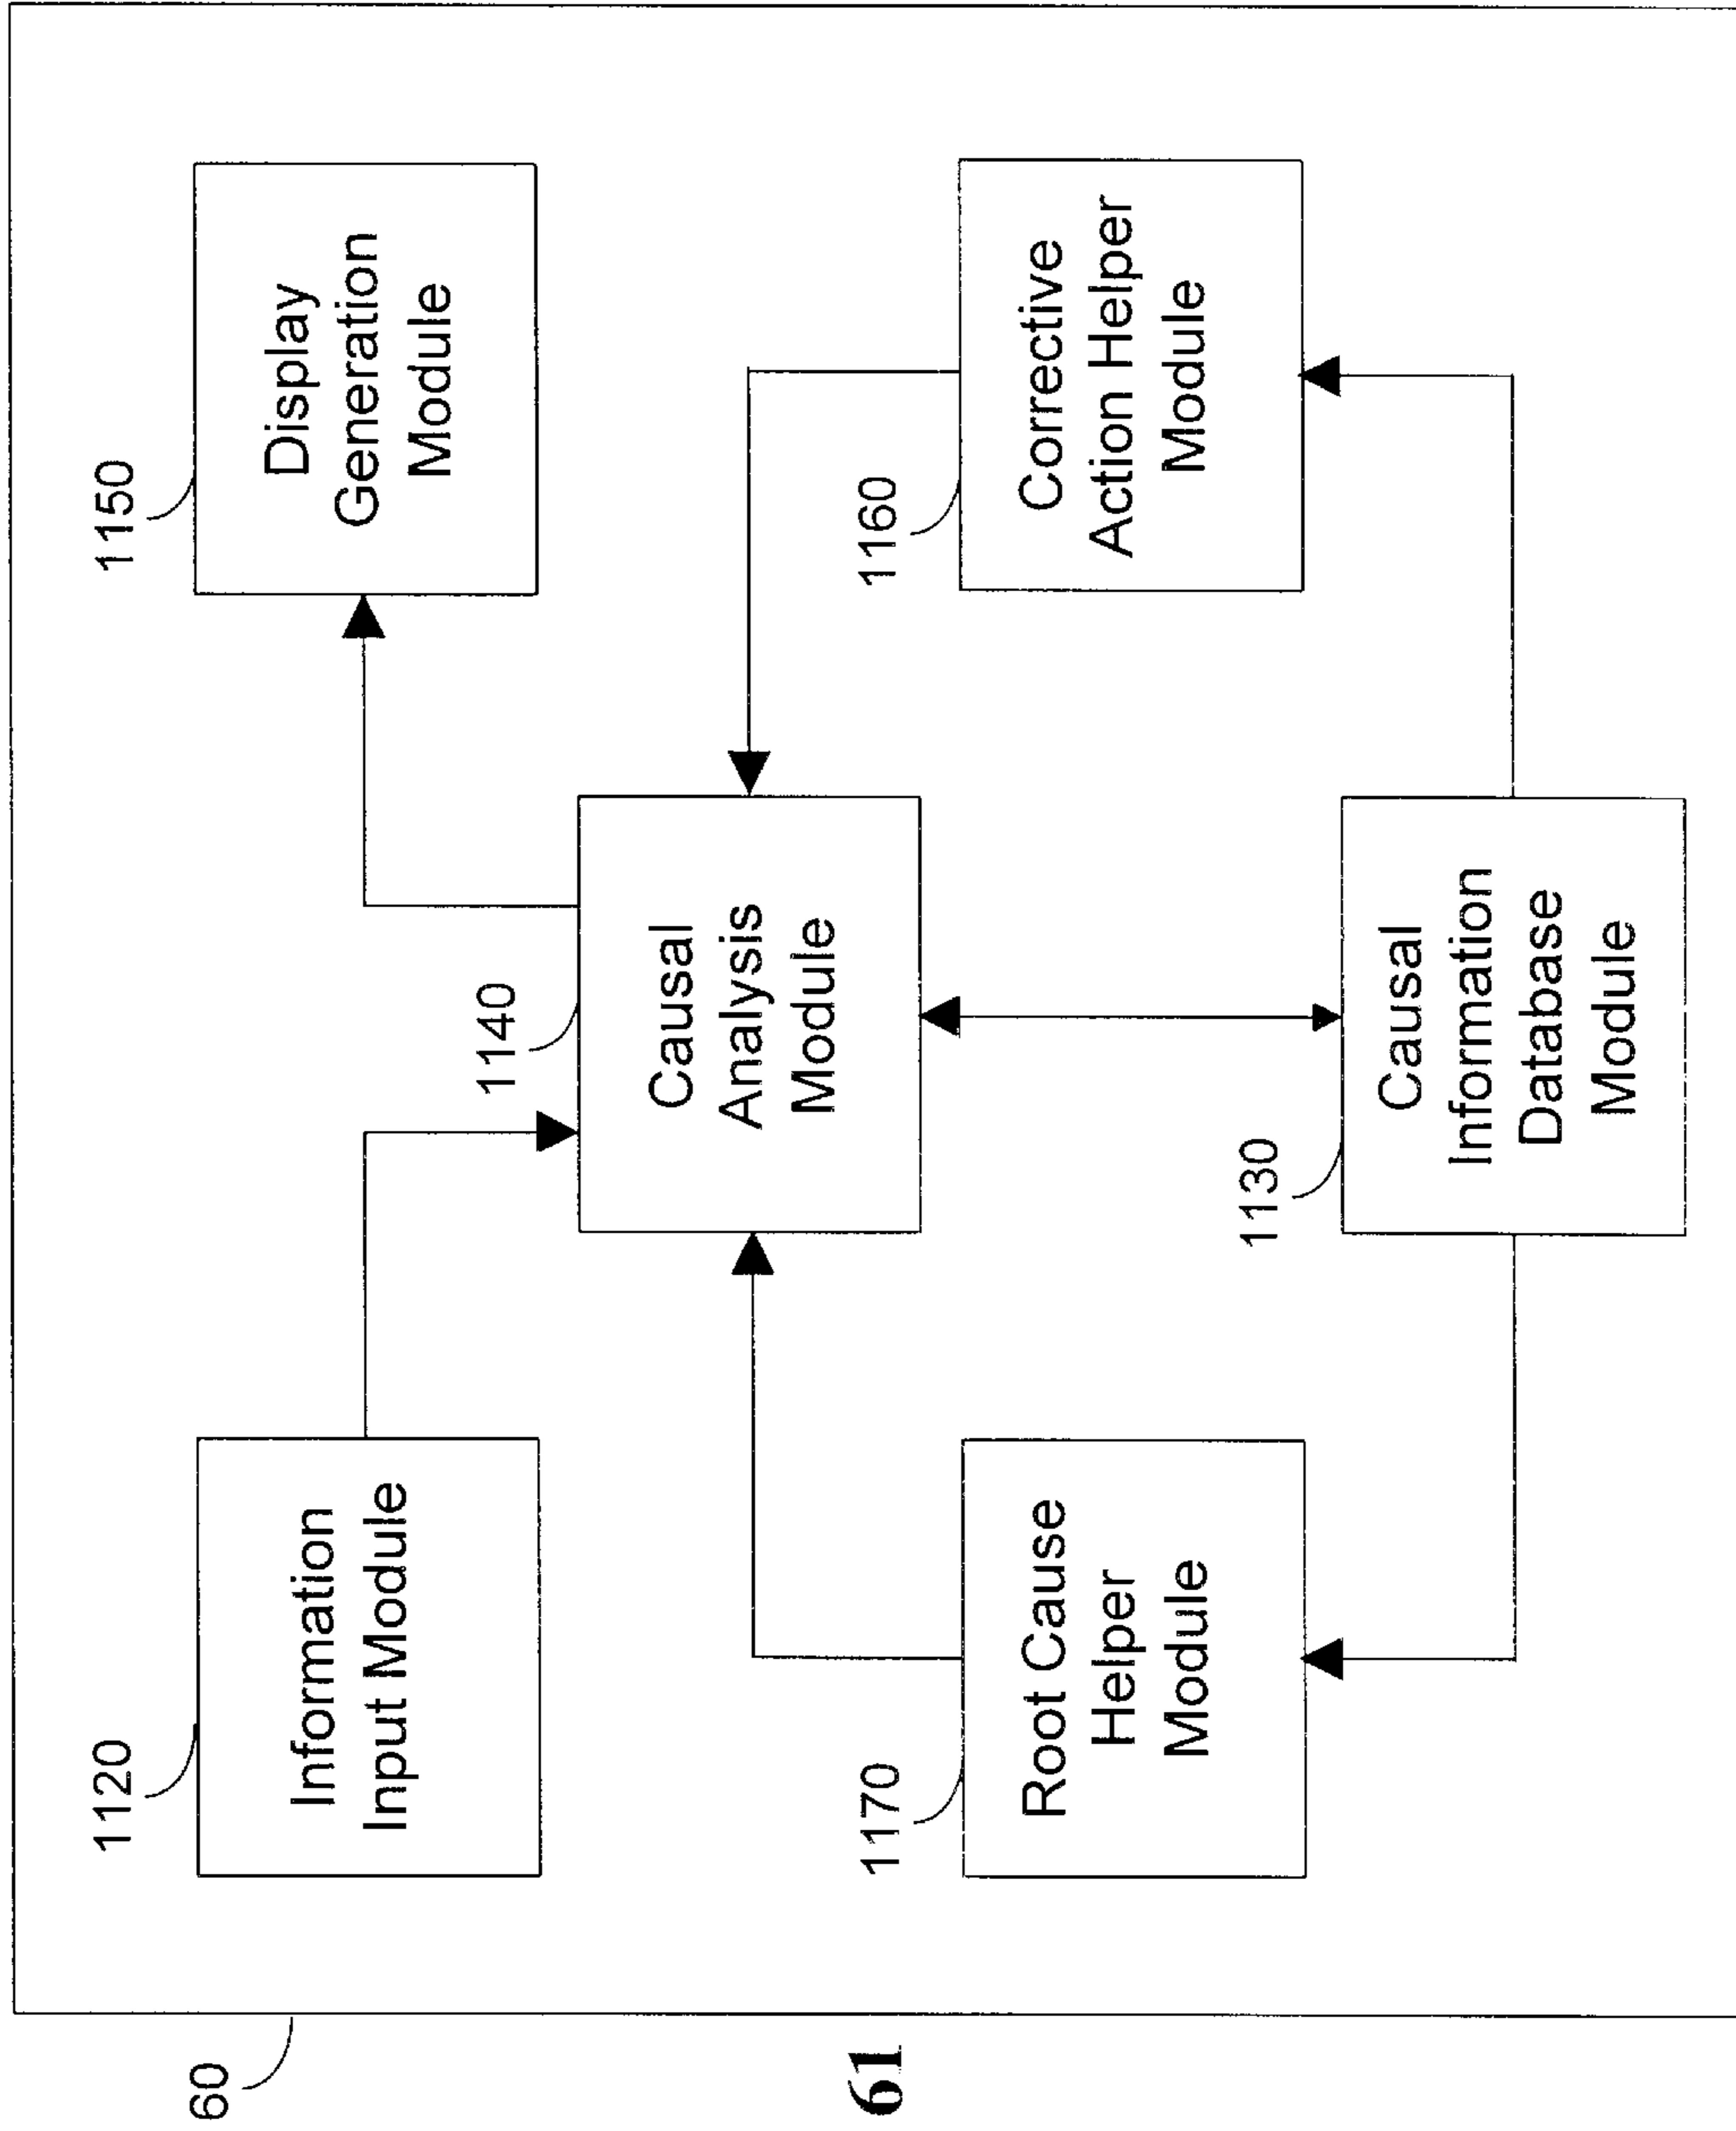 1120
Information
Input Module
1150
Display
Generation
Module
1140
Causal
Analysis
Module
1170
Root Cause
Helper
Module
1160
Corrective
Action Helper
Module
1130
Causal
Information
Database
Module
60
61